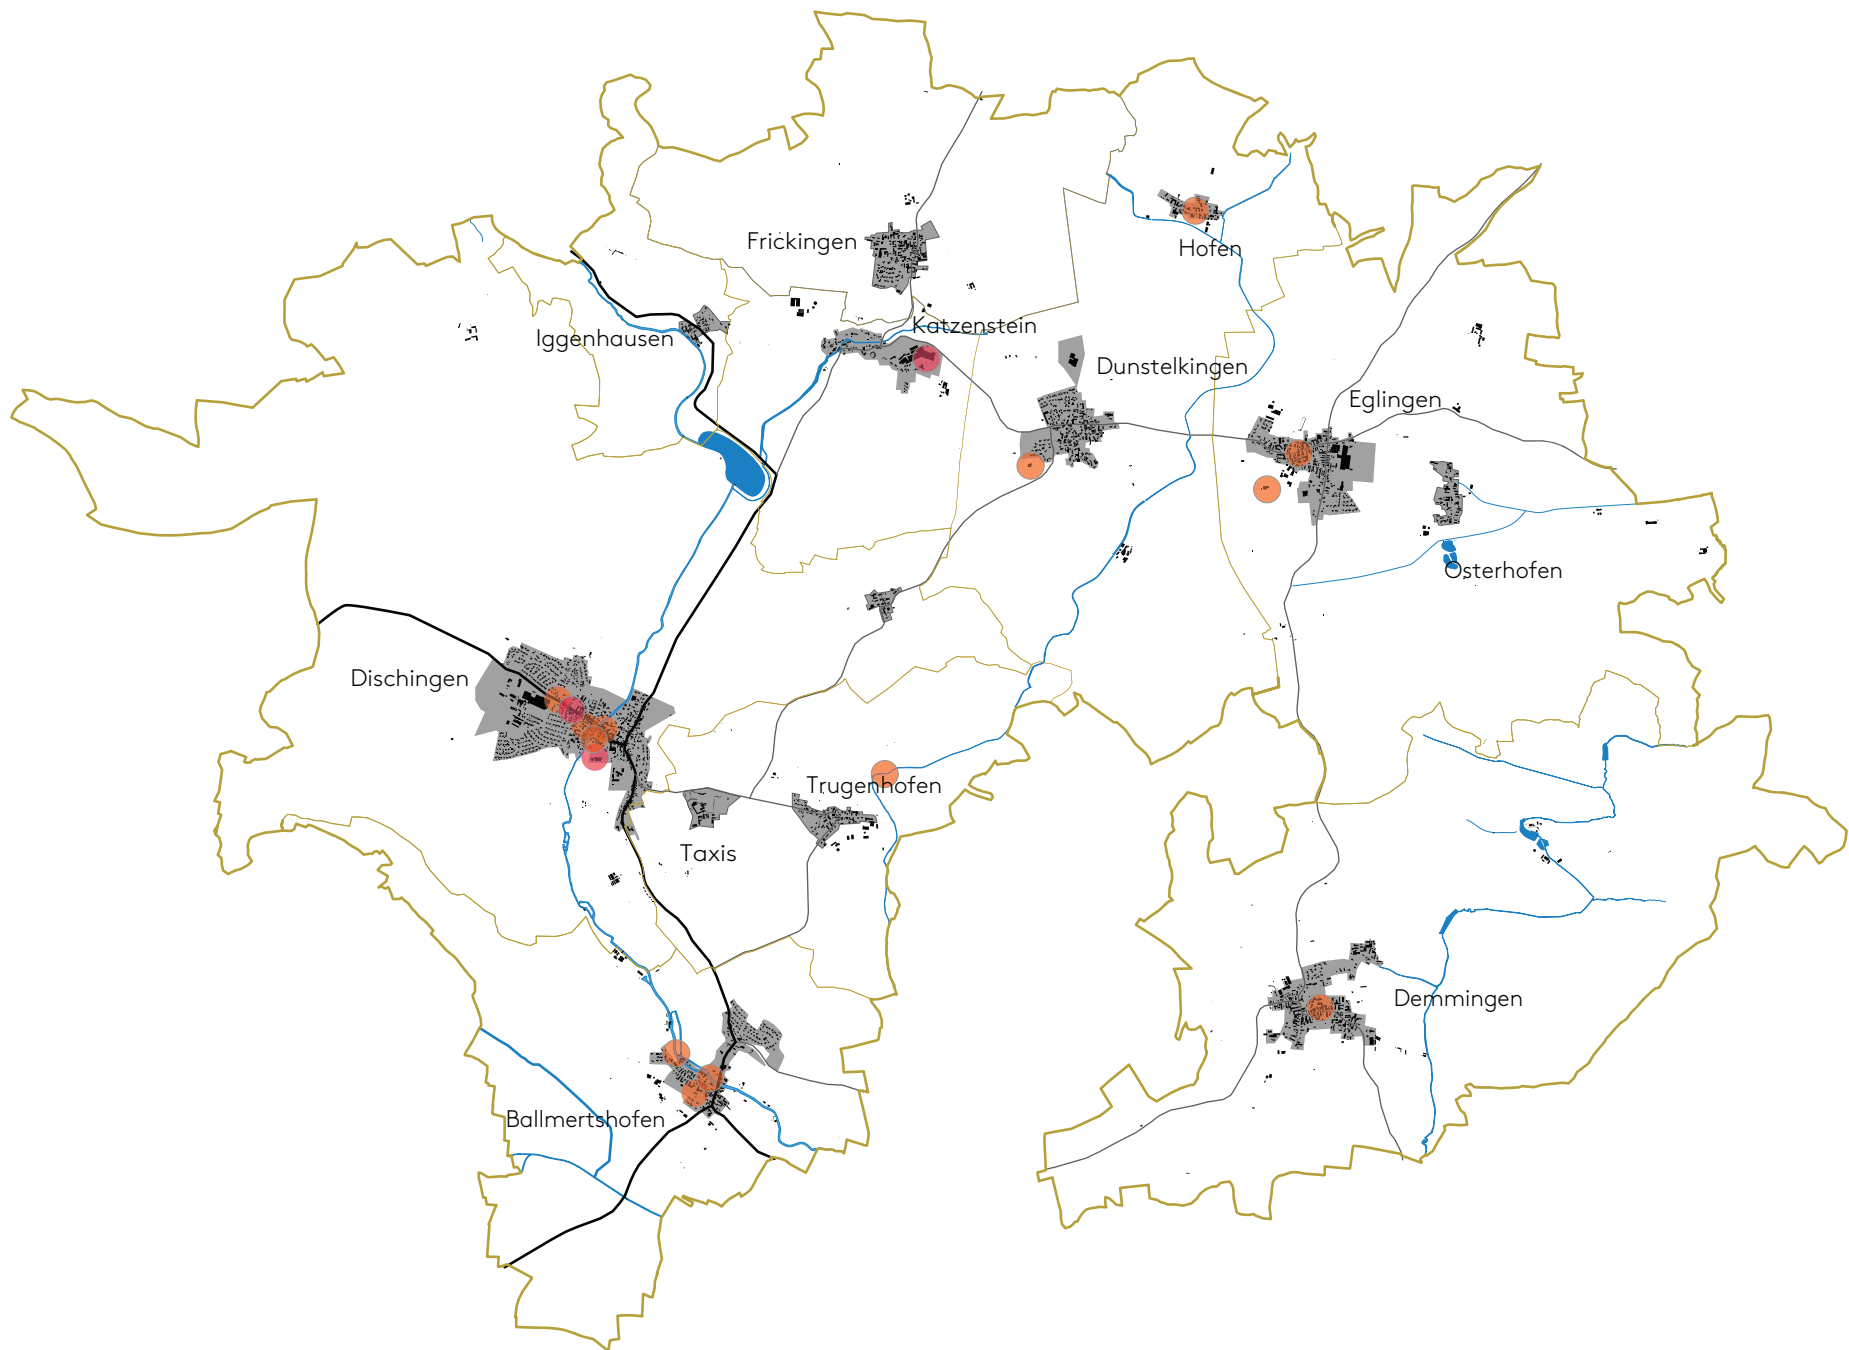 Frickingen
Hofen
Katzenstein
Iggenhausen
Dunstelkingen
Eglingen
Osterhofen
Dischingen
Trugenhofen
Taxis
Demmingen
Ballmertshofen